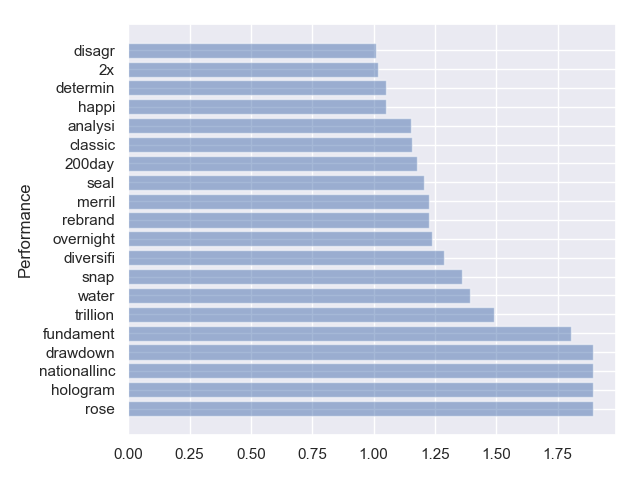 Performance
disagr
2x
determin
happi
analysi
classic
200day
seal
merril
rebrand
overnight
diversifi
snap
water
trillion
fundament
drawdown
nationallinc
hologram
rose
0.00 0.25 0.50 0.75 1.00 1.25 1.50 1.75